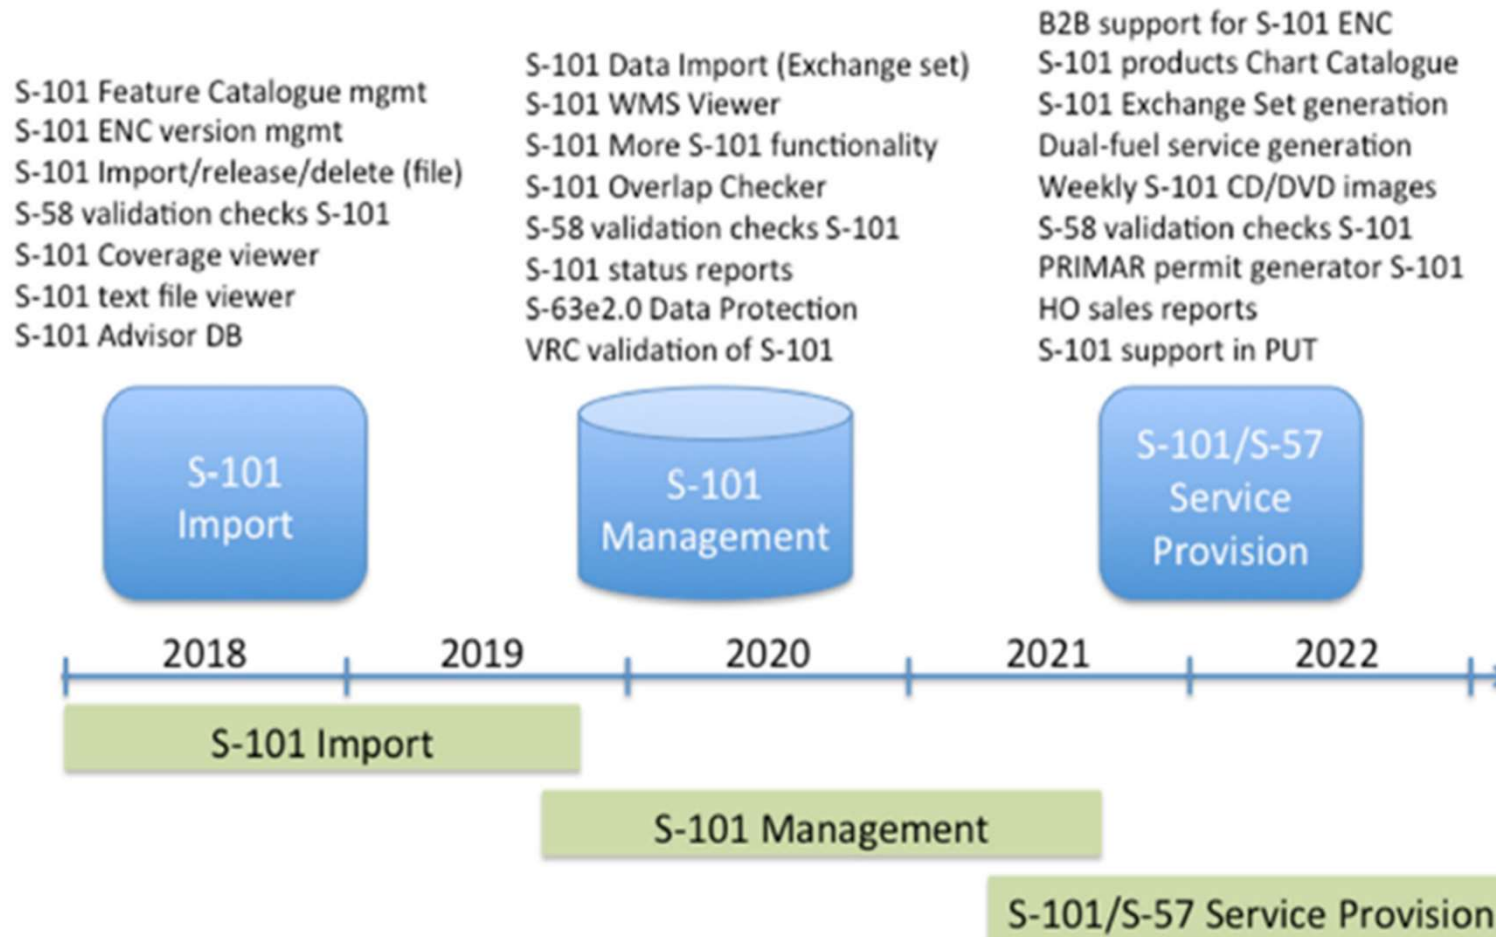 S-101 Feature Catalogue mgmt
S-101 ENC version mgmt
S-101 Import/release/delete (file)
S-58 validation checks S-101
S-101 Coverage viewer
S-101 text file viewer
S-101 Advisor DB
S-101 Data Import (Exchange set)
S-101 WMS Viewer
S-101 More S-101 functionality
S-101 Overlap Checker
S-58 validation checks S-101
S-101 status reports
S-63e2.0 Data Protection
VRC validation of S-101
B2B support for S-101 ENC
S-101 products Chart Catalogue
S-101 Exchange Set generation
Dual-fuel service generation
Weekly S-101 CD/DVD images
S-58 validation checks S-101
PRIMAR permit generator S-101
HO sales reports
S-101 support in PUT
S-101
Import
S-101
Management
S-101/S-57
Service
Provision
2018 2019 2020 2021 2022
S-101 Import
S-101 Management
S-101/S-57 Service Provision